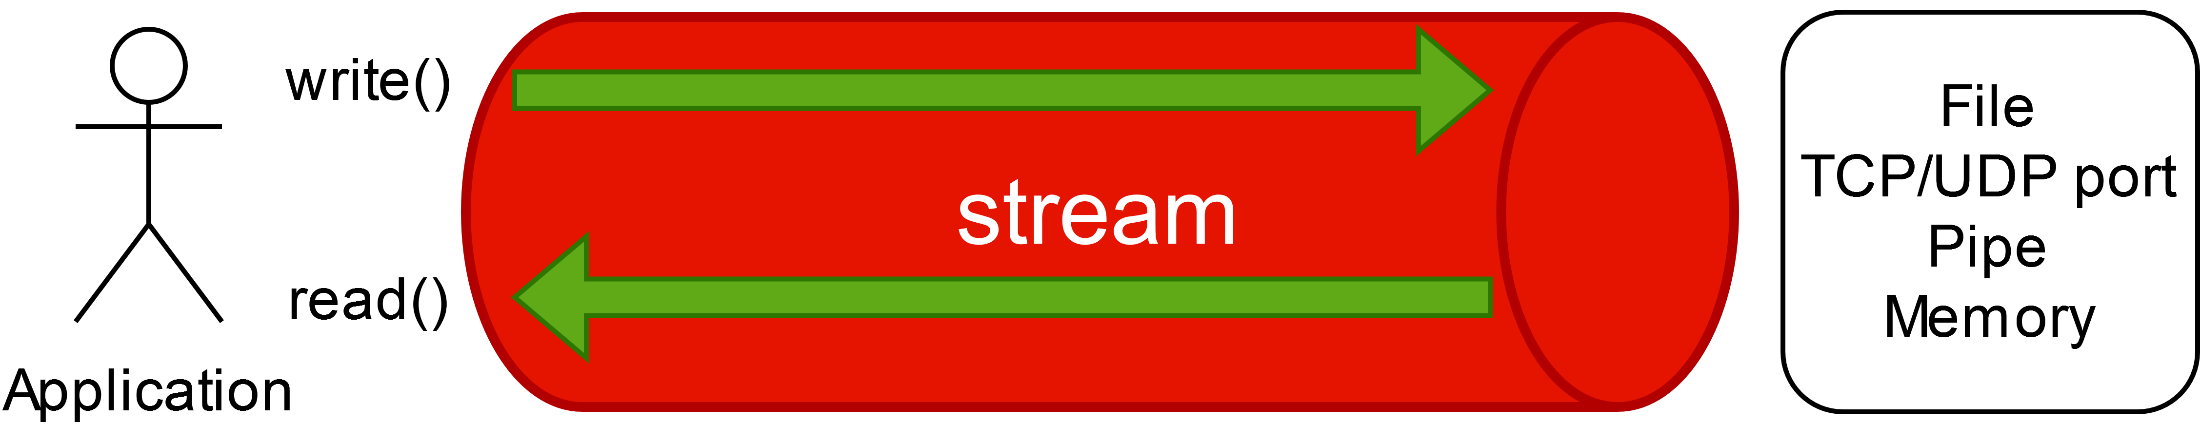 write()
read()
Application
stream
File
TCP/UDP port
Pipe
Memory